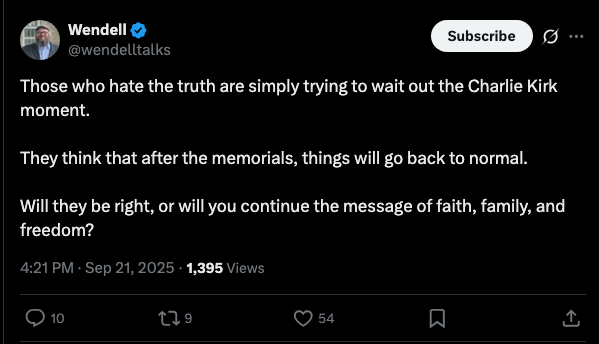 Wendell
@wendelltalks
Subscribe
Those who hate the truth are simply trying to wait out the Charlie Kirk
moment.
They think that after the memorials, things will go back to normal.
Will they be right, or will you continue the message of faith, family, and
freedom?
4:21 PM · Sep 21, 2025 · 1,395 Views
10
9
54